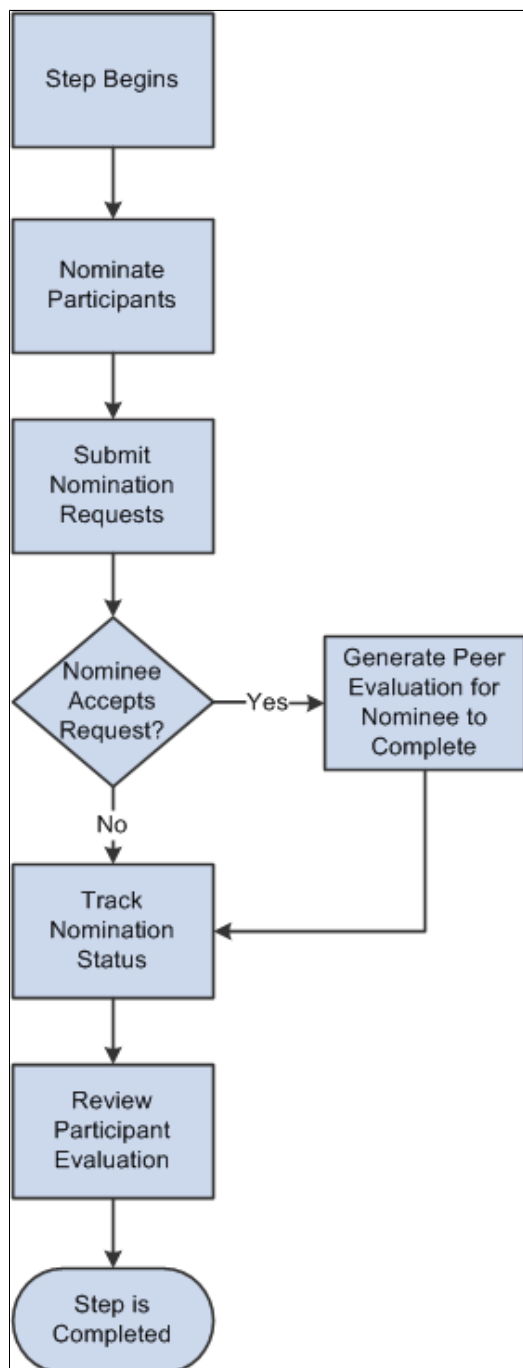 Step Begins
Nominate
Participants
Submit
Nomination
Requests
Nominee
Accepts
Request?
Yes
Generate Peer
Evaluation for
Nominee to
Complete
No
Track
Nomination
Status
Review
Participant
Evaluation
Step is
Completed